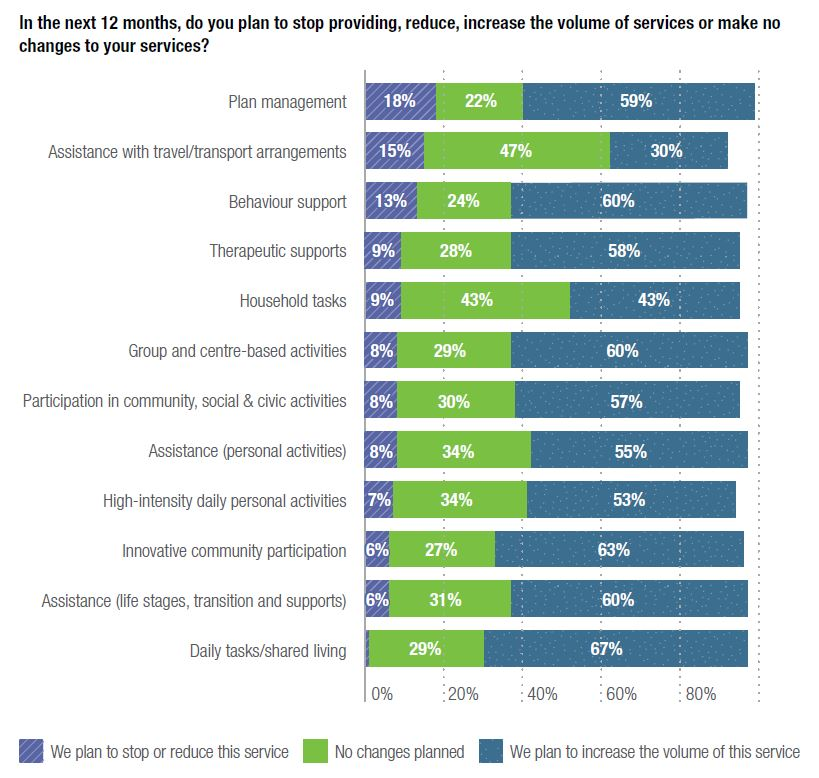 In the next 12 months, do you plan to stop providing, reduce, increase the volume of services or make no
changes to your services?
Plan management 18% 22% 59%
Assistance with travel/transport arrangements 15% 47% 30%
Behaviour support 13% 24% 60%
Therapeutic supports 9% 28% 58%
Household tasks 9% 43% 43%
Group and centre-based activities 8% 29% 60%
Participation in community, social & civic activities 8% 30% 57%
Assistance (personal activities) 8% 34% 55%
High-intensity daily personal activities 7% 34% 53%
Innovative community participation 6% 27% 63%
Assistance (life stages, transition and supports) 6% 31% 60%
Daily tasks/shared living 29% 67%
0% 20% 40% 60% 80%
We plan to stop or reduce this service No changes planned We plan to increase the volume of this service